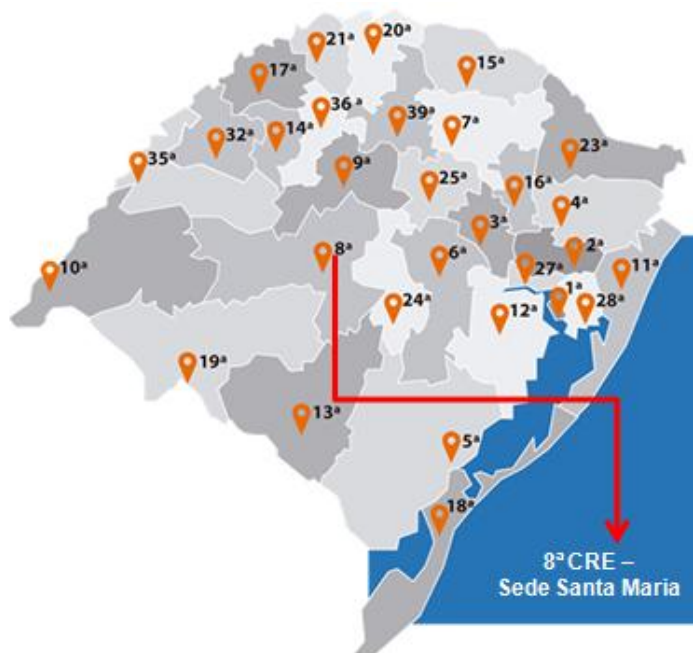 20ª
21ª
15ª
17ª
36ª
39ª
7ª
14ª
32ª
23ª
35ª
9ª
25ª
16ª
4ª
3ª
2ª
8ª
6ª
10ª
27ª
11ª
1ª
24ª
12ª
28ª
19ª
13ª
5ª
18ª
8ª CRE –
Sede Santa Maria